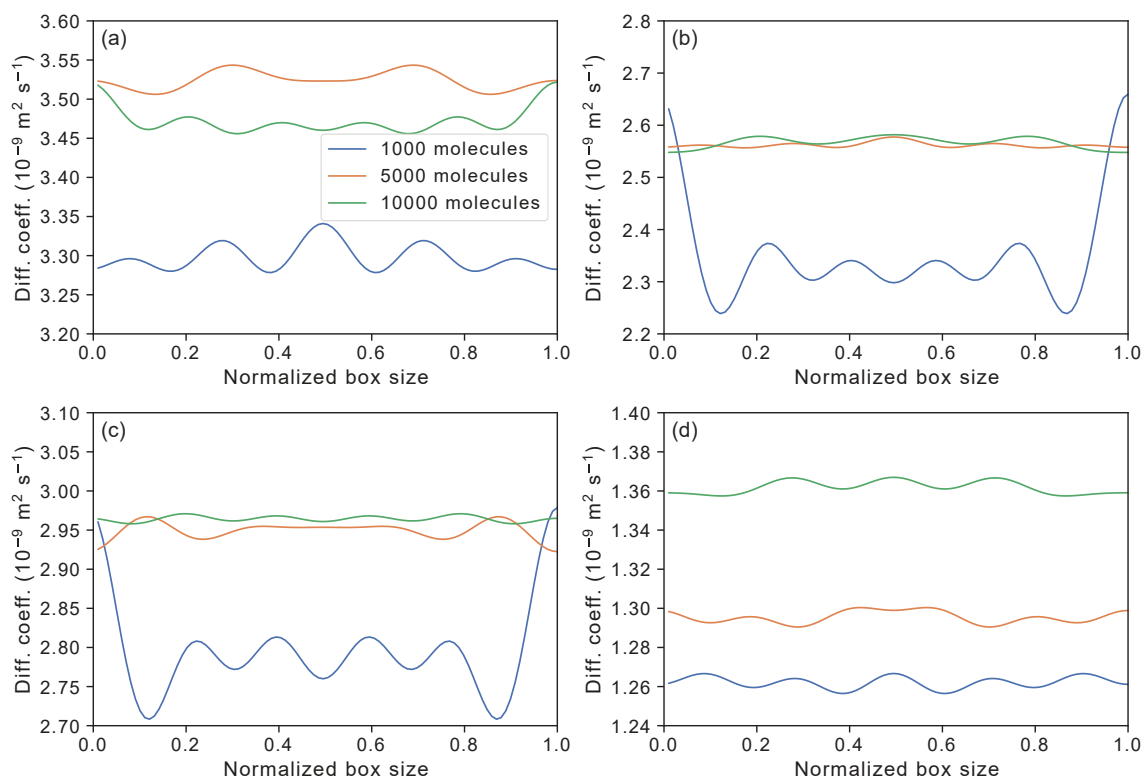 (a)
Diff. coeff. (10⁻⁹ m² s⁻¹)
3.60
3.55
3.50
3.45
3.40
3.35
3.30
3.25
3.20
0.0 0.2 0.4 0.6 0.8 1.0
Normalized box size
1000 molecules
5000 molecules
10000 molecules
(b)
Diff. coeff. (10⁻⁹ m² s⁻¹)
2.8
2.7
2.6
2.5
2.4
2.3
2.2
0.0 0.2 0.4 0.6 0.8 1.0
Normalized box size
(c)
Diff. coeff. (10⁻⁹ m² s⁻¹)
3.10
3.05
3.00
2.95
2.90
2.85
2.80
2.75
2.70
0.0 0.2 0.4 0.6 0.8 1.0
Normalized box size
(d)
Diff. coeff. (10⁻⁹ m² s⁻¹)
1.40
1.38
1.36
1.34
1.32
1.30
1.28
1.26
1.24
0.0 0.2 0.4 0.6 0.8 1.0
Normalized box size